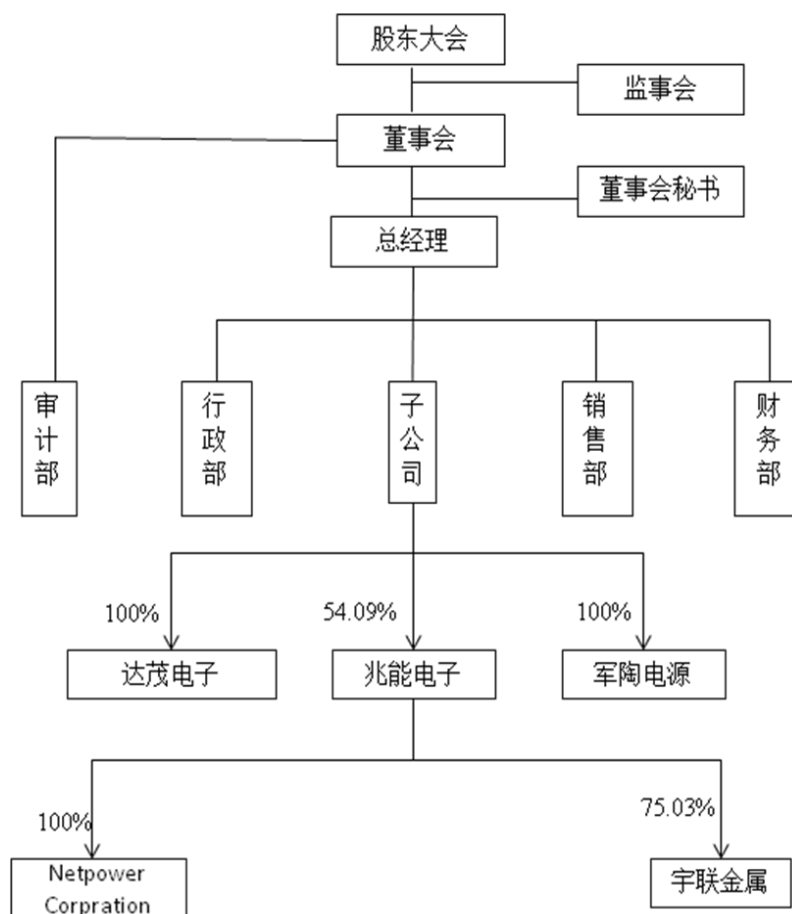 股东大会
监事会
董事会
董事会秘书
总经理
审计部
行政部
子公司
销售部
财务部
100%
54.09%
100%
达茂电子
兆能电子
军陶电源
100%
75.03%
Netpower
Corpration
宇联金属